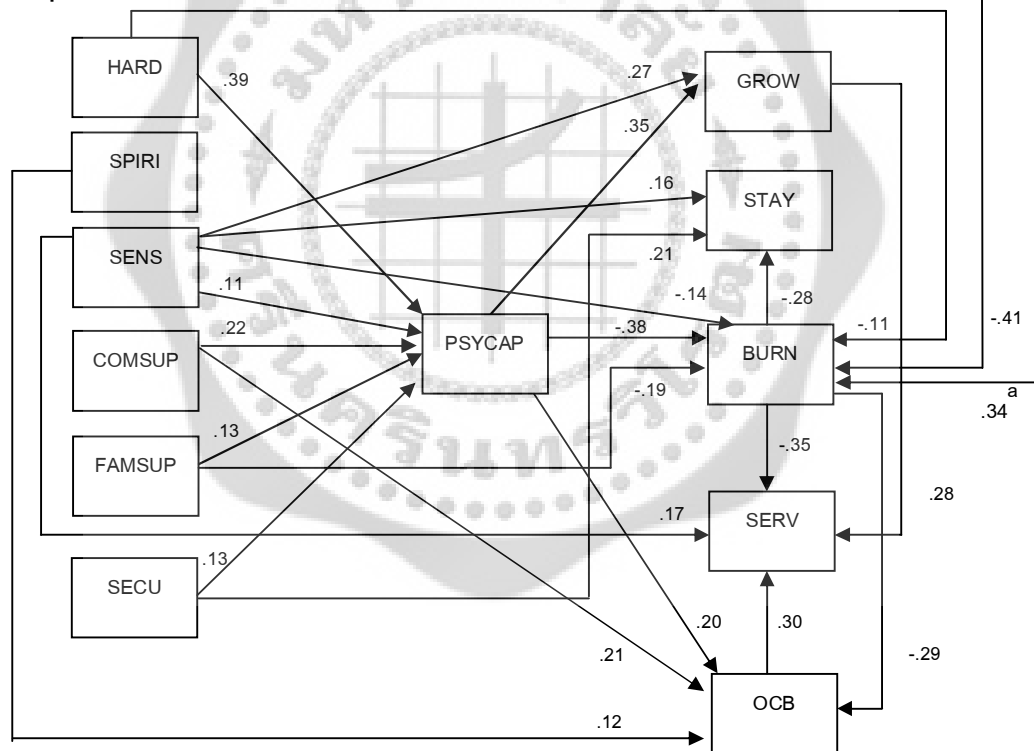 HARD
.39
.27
GROW
.35
SPIRI
.16
STAY
SENS
.21
.11
-.14
-.28
.22
PSYCAP
-.38
-.11
-.41
COMSUP
BURN
a
-.19
.34
.13
FAMSUP
-.35
.28
.17
SERV
.13
SECU
.20
.30
.21
-.29
OCB
.12